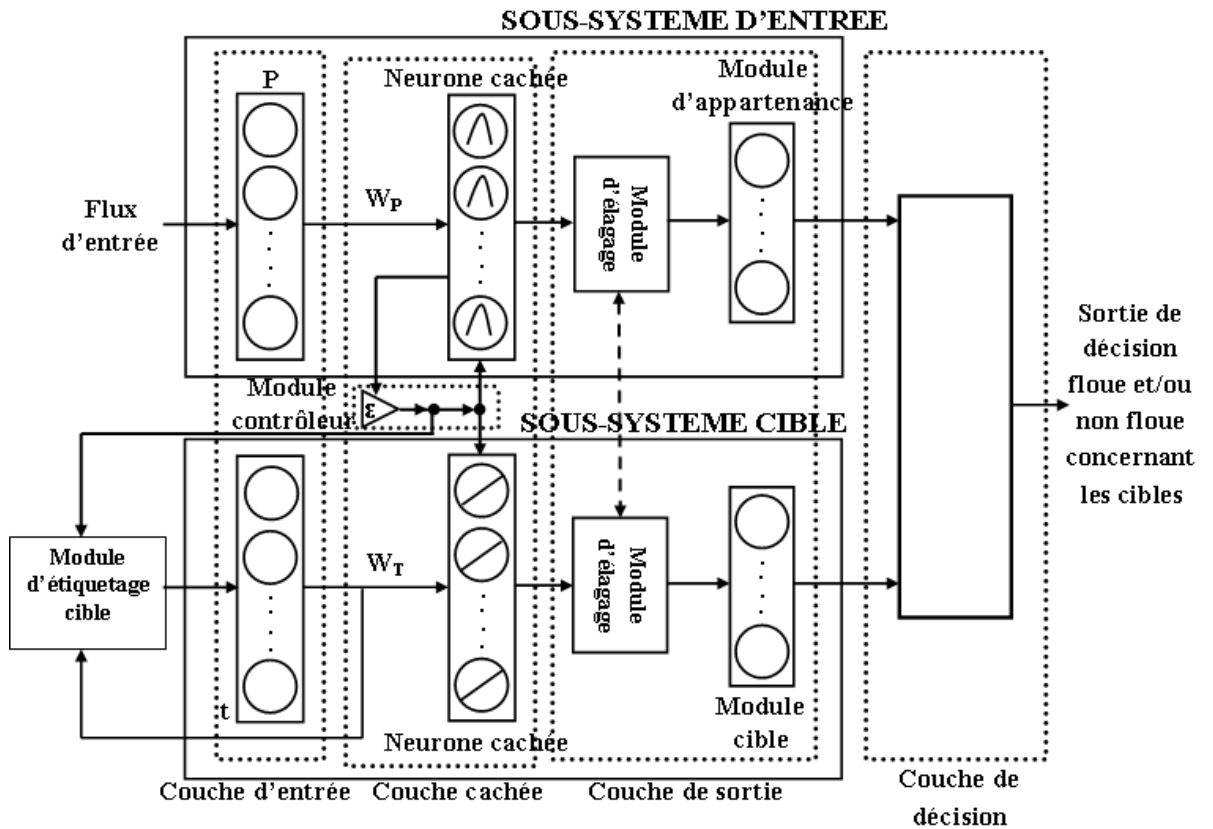 SOUS-SYSTEME D'ENTREE
P
Neurone cachée
Module
d'appartenance
Flux
d'entrée
W_P
Module
d'élagage
Sortie de
décision
floue et/ou
non floue
concernant
les cibles
Module
contrôleur
ε
SOUS-SYSTEME CIBLE
Module
d'étiquetage
cible
W_T
Module
d'élagage
t
Neurone cachée
Module
cible
Couche d'entrée
Couche cachée
Couche de sortie
Couche de
décision